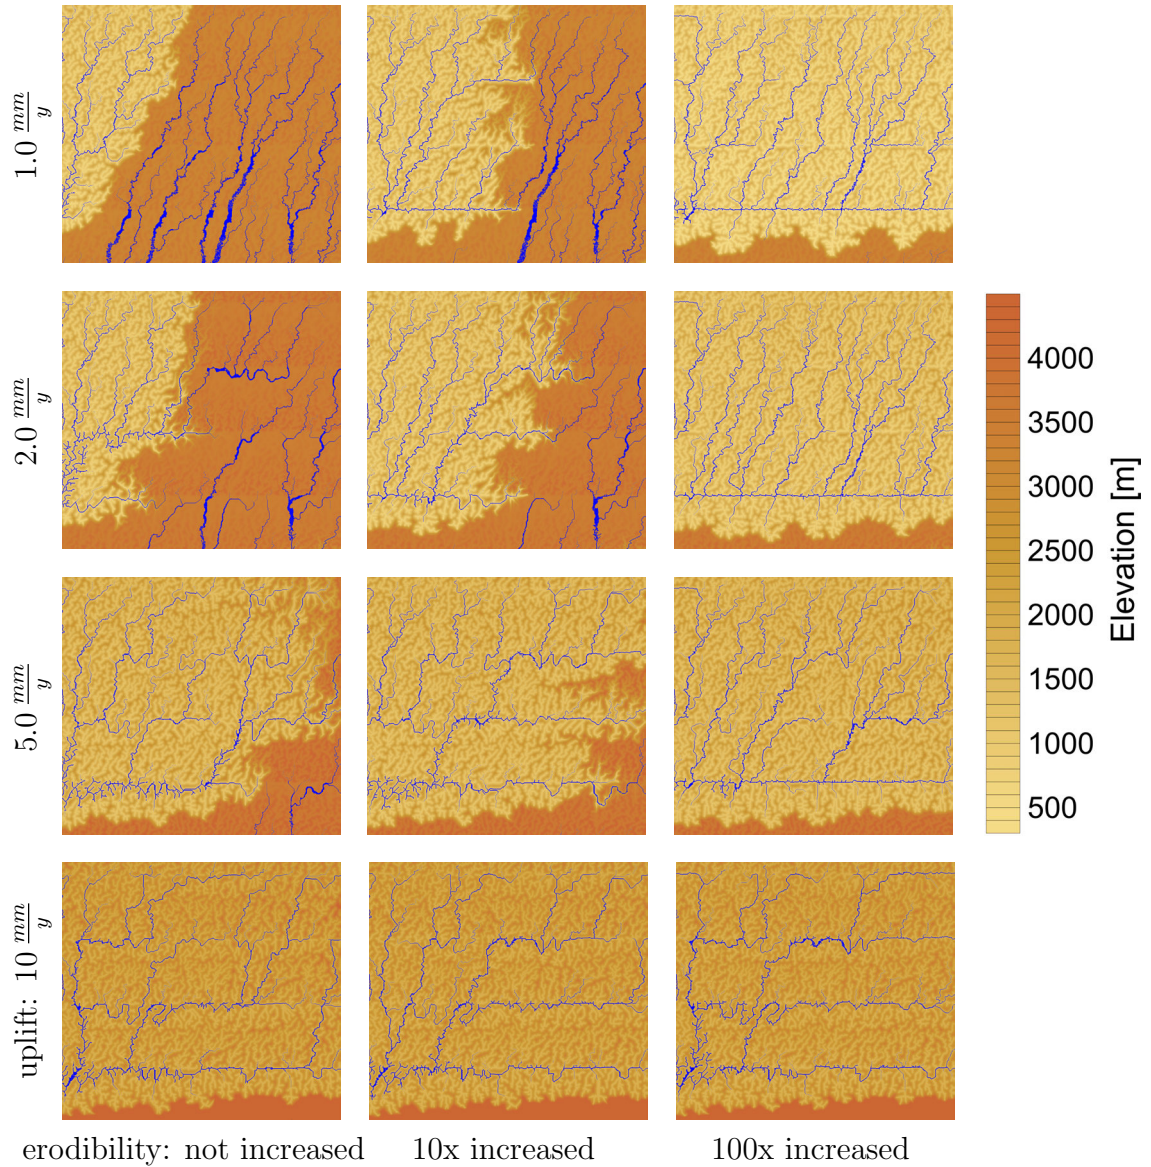 1.0 mm/y
2.0 mm/y
5.0 mm/y
uplift: 10 mm/y
erodibility: not increased
10x increased
100x increased
4000
3500
3000
2500
2000
1500
1000
500
Elevation [m]